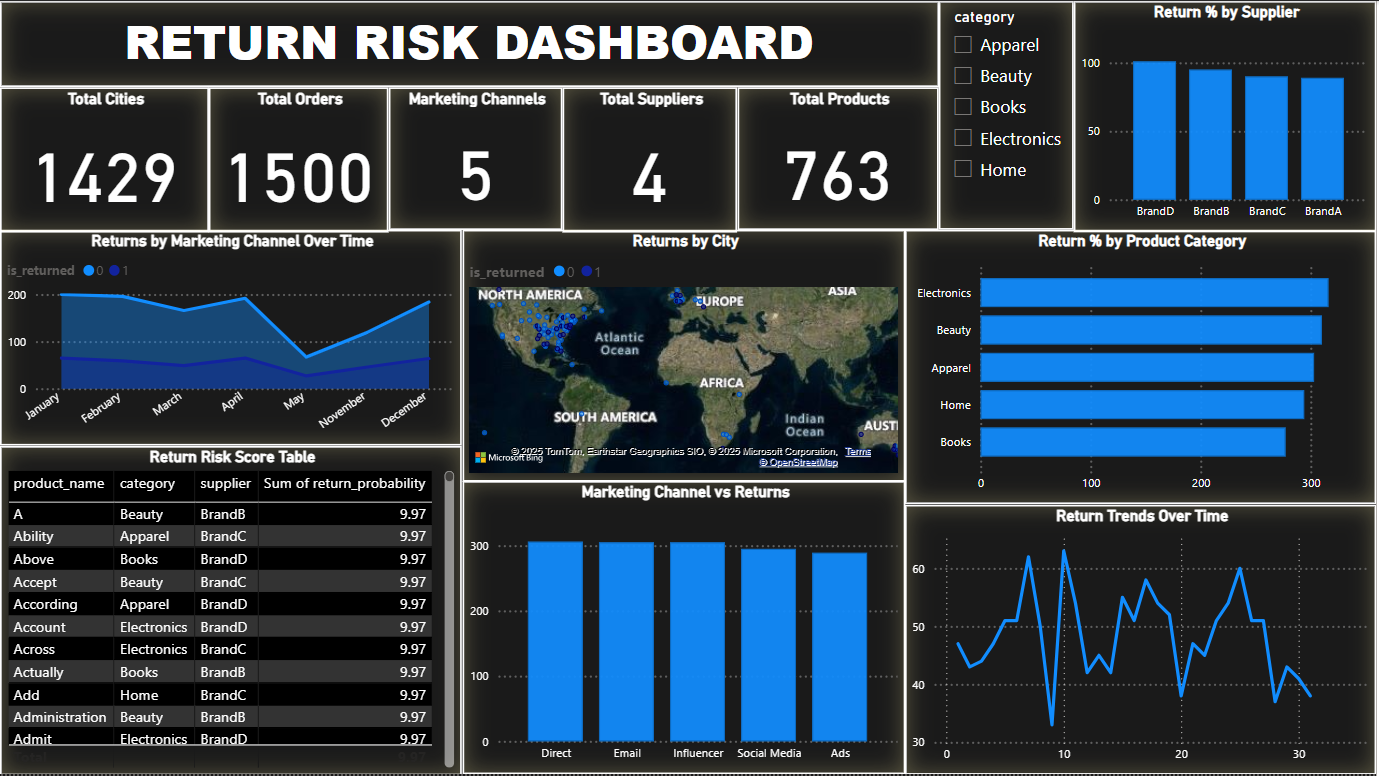 RETURN RISK DASHBOARD
category
Apparel
Beauty
Books
Electronics
Home
Return % by Supplier
100
50
0
BrandD BrandB BrandC BrandA
Total Cities
1429
Total Orders
1500
Marketing Channels
5
Total Suppliers
4
Total Products
763
Returns by Marketing Channel Over Time
is_returned 0 1
200
100
0
January February March April May November December
Returns by City
is_returned 0 1
NORTH AMERICA EUROPE ASIA
Atlantic
Ocean
AFRICA
SOUTH AMERICA
Indian
Ocean
AUST
© 2025 TomTom, Earthstar Geographics SIO, © 2025 Microsoft Corporation, Terms
Microsoft Bing
© OpenStreetMap
Return % by Product Category
Electronics
Beauty
Apparel
Home
Books
0 100 200 300
Return Risk Score Table
product_name category supplier Sum of return_probability
A Beauty BrandB 9.97
Ability Apparel BrandC 9.97
Above Books BrandD 9.97
Accept Beauty BrandC 9.97
According Apparel BrandD 9.97
Account Electronics BrandD 9.97
Across Electronics BrandC 9.97
Actually Books BrandB 9.97
Add Home BrandC 9.97
Administration Beauty BrandB 9.97
Admit Electronics BrandD 9.97
Marketing Channel vs Returns
300
200
100
0
Direct Email Influencer Social Media Ads
Return Trends Over Time
60
50
40
30
0 10 20 30